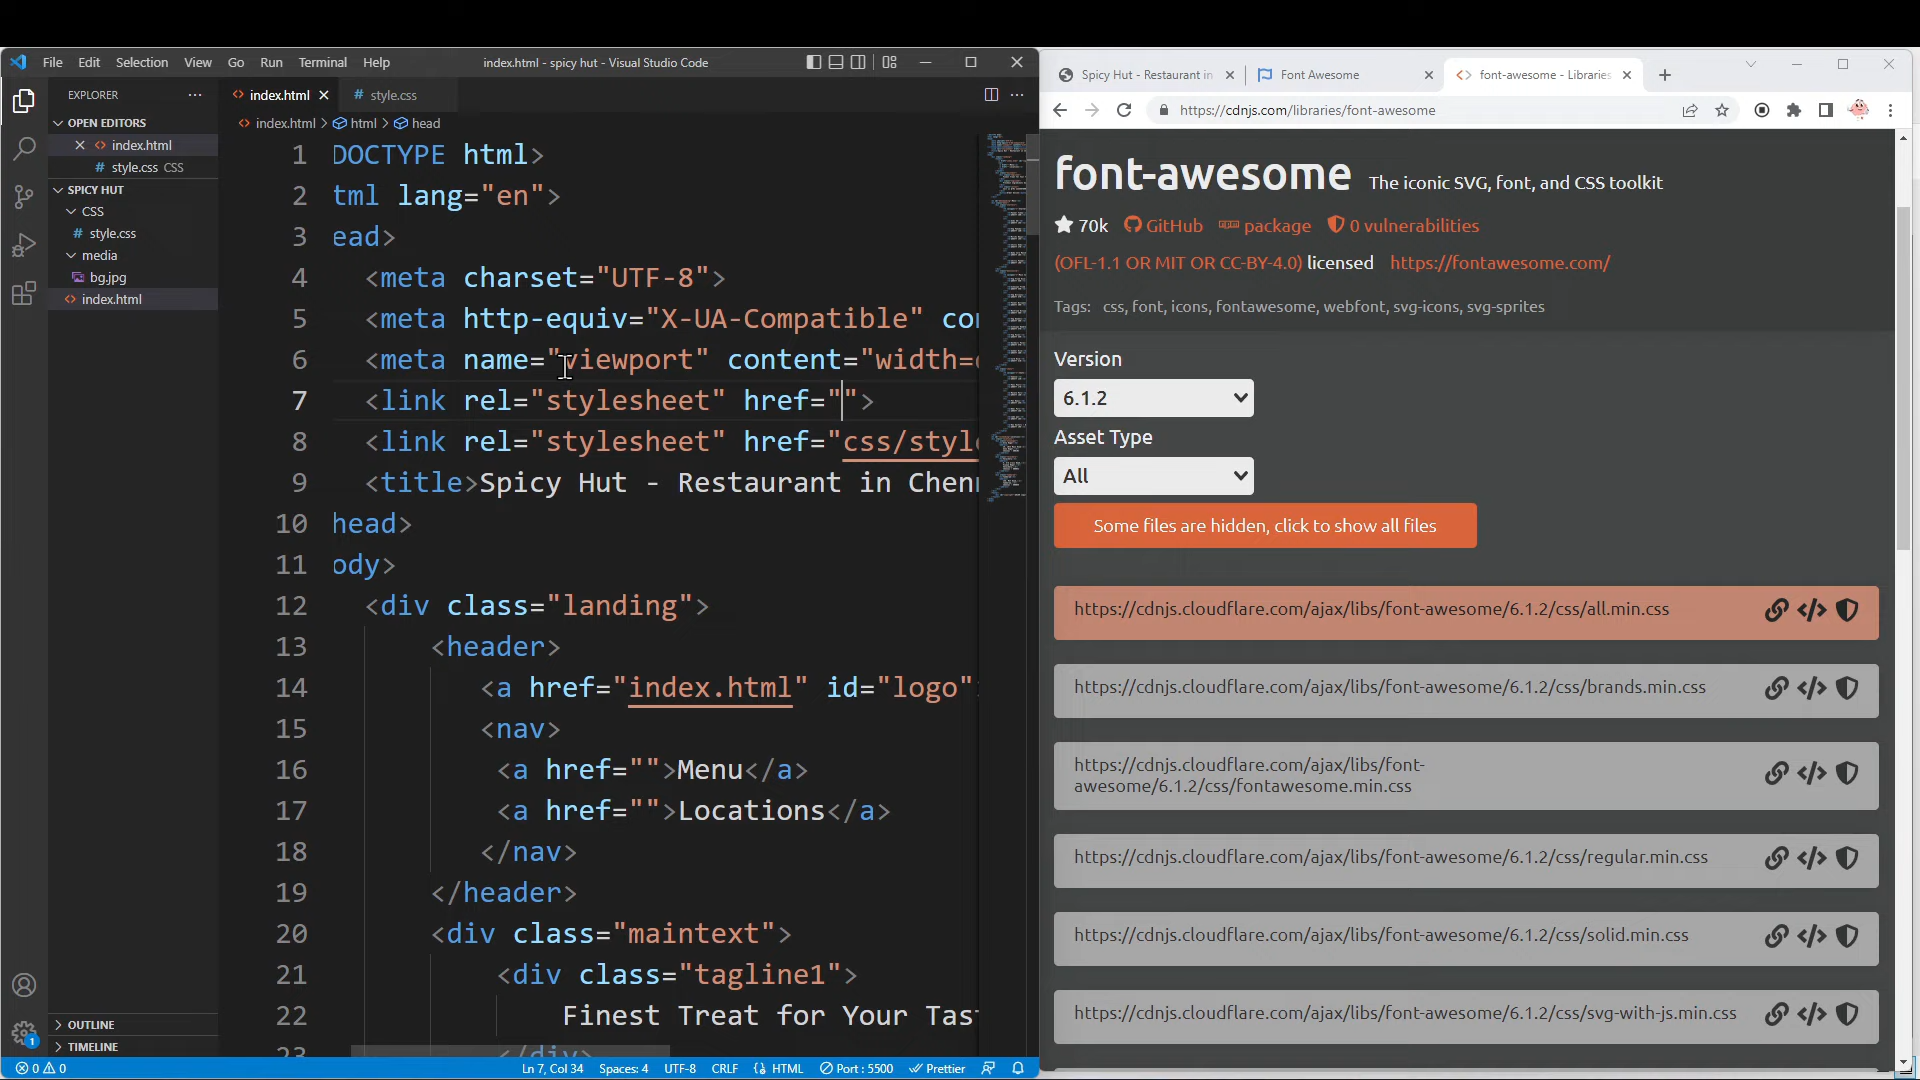 File Edit Selection View Go Run Terminal Help
index.html - spicy hut - Visual Studio Code
EXPLORER
OPEN EDITORS
index.html
style.css CSS
SPICY HUT
CSS
style.css
media
bg.jpg
index.html
OUTLINE
TIMELINE
index.html
style.css
index.html > html > head
1 DOCTYPE html>
2 tml lang="en">
3 ead>
4 <meta charset="UTF-8">
5 <meta http-equiv="X-UA-Compatible" con
6 <meta name="viewport" content="width=
7 <link rel="stylesheet" href="">
8 <link rel="stylesheet" href="css/style
9 <title>Spicy Hut - Restaurant in Chenn
10 head>
11 ody>
12 <div class="landing">
13 <header>
14 <a href="index.html" id="logo"
15 <nav>
16 <a href="">Menu</a>
17 <a href="">Locations</a>
18 </nav>
19 </header>
20 <div class="maintext">
21 <div class="tagline1">
22 Finest Treat for Your Tas
23 </div>
0 0
Ln 7, Col 34
Spaces: 4
UTF-8
CRLF
HTML
Port : 5500
Prettier
1
Spicy Hut - Restaurant in
Font Awesome
font-awesome - Libraries
https://cdnjs.com/libraries/font-awesome
font-awesome The iconic SVG, font, and CSS toolkit
70k GitHub package 0 vulnerabilities
(OFL-1.1 OR MIT OR CC-BY-4.0) licensed https://fontawesome.com/
Tags: css, font, icons, fontawesome, webfont, svg-icons, svg-sprites
Version
6.1.2
Asset Type
All
Some files are hidden, click to show all files
https://cdnjs.cloudflare.com/ajax/libs/font-awesome/6.1.2/css/all.min.css
https://cdnjs.cloudflare.com/ajax/libs/font-awesome/6.1.2/css/brands.min.css
https://cdnjs.cloudflare.com/ajax/libs/font-
awesome/6.1.2/css/fontawesome.min.css
https://cdnjs.cloudflare.com/ajax/libs/font-awesome/6.1.2/css/regular.min.css
https://cdnjs.cloudflare.com/ajax/libs/font-awesome/6.1.2/css/solid.min.css
https://cdnjs.cloudflare.com/ajax/libs/font-awesome/6.1.2/css/svg-with-js.min.css